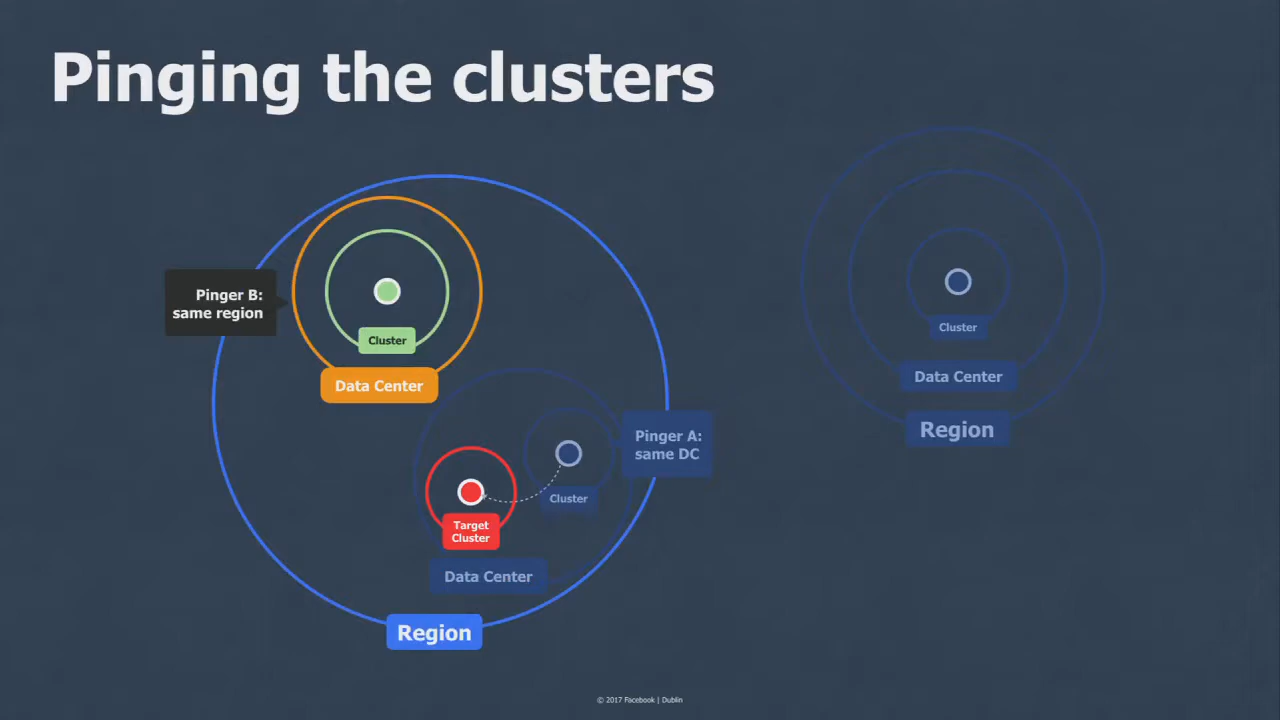 Pinging the clusters
Pinger B:
same region
Cluster
Data Center
Pinger A:
same DC
Cluster
Target
Cluster
Data Center
Region
Cluster
Data Center
Region
© 2017 Facebook | Dublin